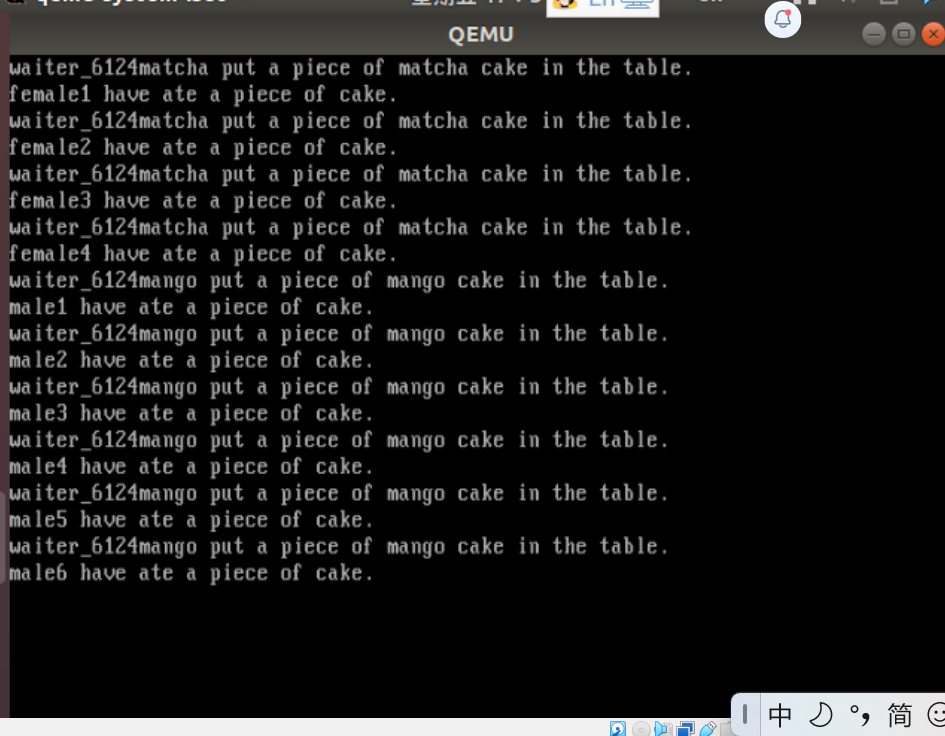 QEMU
waiter_6124matcha put a piece of matcha cake in the table.
female1 have ate a piece of cake.
waiter_6124matcha put a piece of matcha cake in the table.
female2 have ate a piece of cake.
waiter_6124matcha put a piece of matcha cake in the table.
female3 have ate a piece of cake.
waiter_6124matcha put a piece of matcha cake in the table.
female4 have ate a piece of cake.
waiter_6124mango put a piece of mango cake in the table.
male1 have ate a piece of cake.
waiter_6124mango put a piece of mango cake in the table.
male2 have ate a piece of cake.
waiter_6124mango put a piece of mango cake in the table.
male3 have ate a piece of cake.
waiter_6124mango put a piece of mango cake in the table.
male4 have ate a piece of cake.
waiter_6124mango put a piece of mango cake in the table.
male5 have ate a piece of cake.
waiter_6124mango put a piece of mango cake in the table.
male6 have ate a piece of cake.
中 °, 简